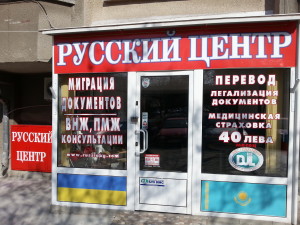 РУССКИЙ ЦЕНТР
МИГРАЦИЯ
ДОКУМЕНТОВ
ВНЖ, ПМЖ
КОНСУЛЬТАЦИИ
ПЕРЕВОД
ЛЕГАЛИЗАЦИЯ
ДОКУМЕНТОВ
МЕДИЦИНСКАЯ
СТРАХОВКА
40 ЛЕВА
РУССКИЙ
ЦЕНТР